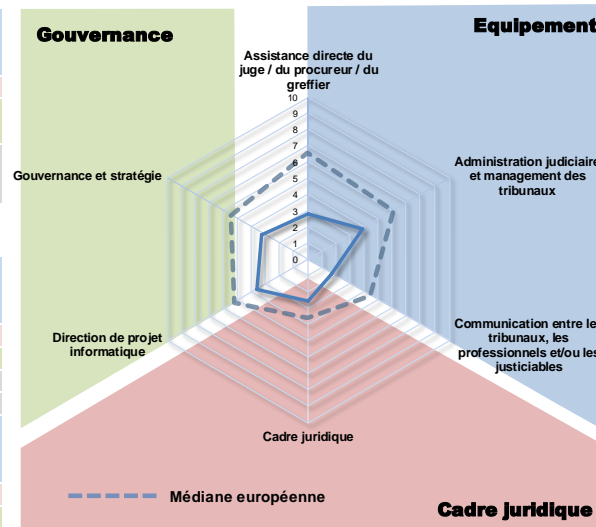 Gouvernance
Equipement
Assistance directe du
juge / du procureur / du
greffier
10
9
8
7
6
5
4
3
2
1
0
Gouvernance et stratégie
Administration judiciaire
et management des
tribunaux
Direction de projet
informatique
Communication entre le
tribunaux, les
professionnels et/ou les
justiciables
Cadre juridique
Médiane européenne
Cadre juridique